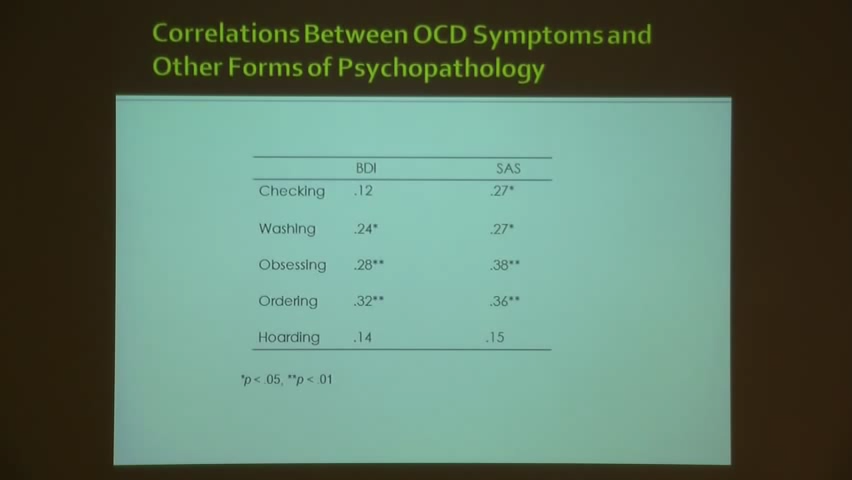 Correlations Between OCD Symptoms and
Other Forms of Psychopathology
BDI SAS
Checking .12 .27*
Washing .24* .27*
Obsessing .28** .38**
Ordering .32** .36**
Hoarding .14 .15
*p < .05, **p < .01